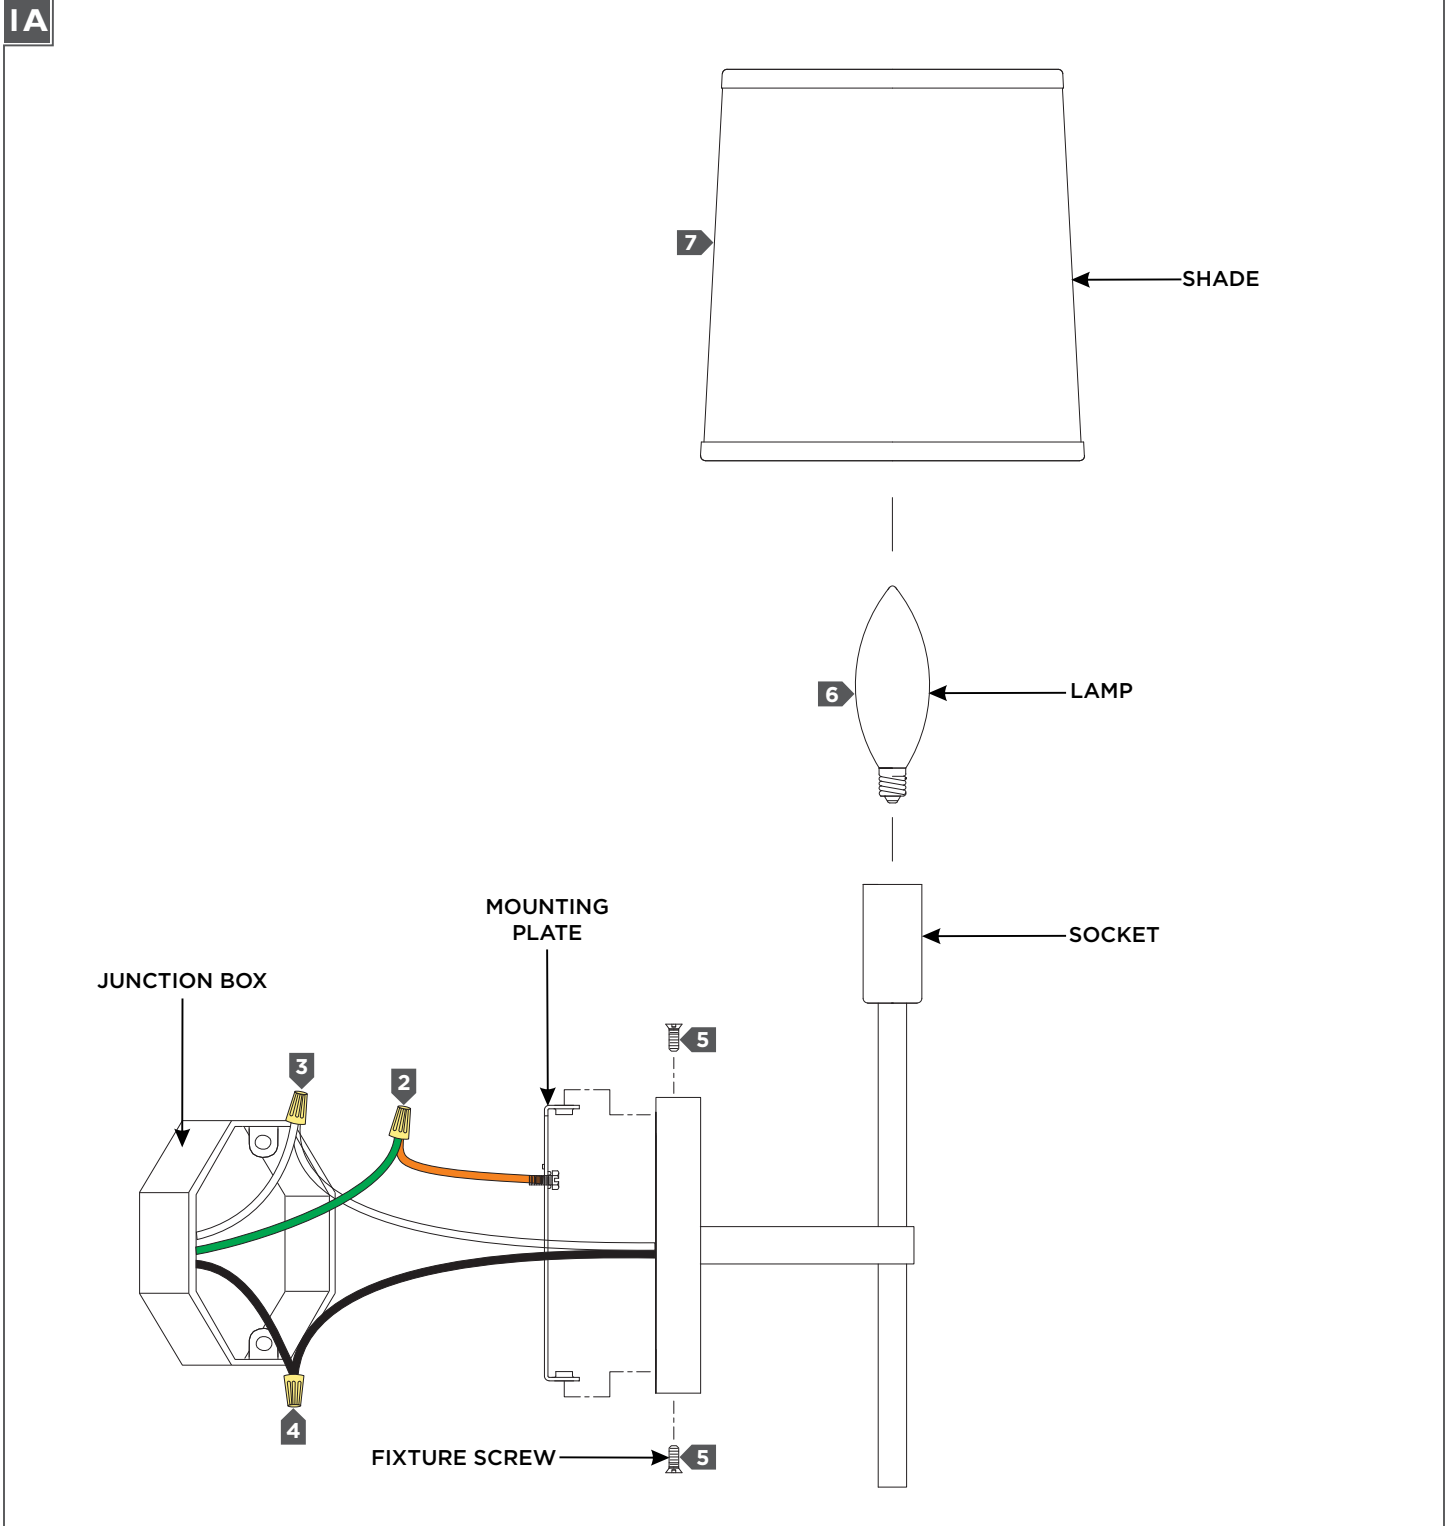 1A
7
SHADE
6
LAMP
MOUNTING
PLATE
SOCKET
JUNCTION BOX
5
3
2
4
FIXTURE SCREW
5